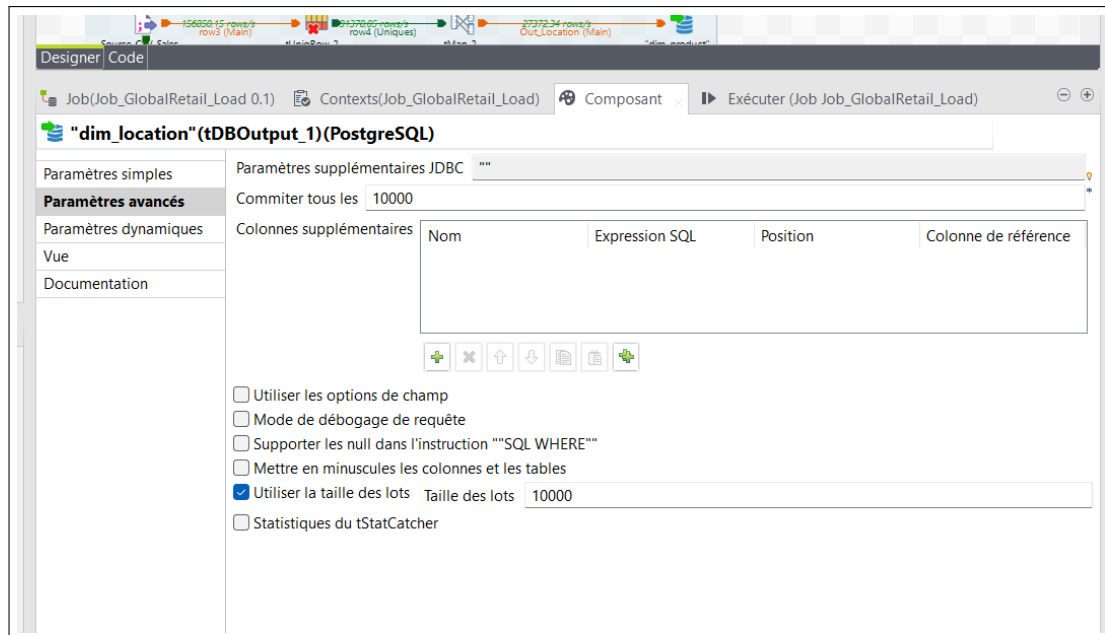 156850,15 rows/s
row3 (Main)
31370,05 rows/s
row4 (Uniques)
27372,34 rows/s
Out_Location (Main)
"dim_product"
Designer Code
Job(Job_GlobalRetail_Load 0.1) Contexts(Job_GlobalRetail_Load) Composant Exécuter (Job Job_GlobalRetail_Load)
"dim_location"(tDBOutput_1)(PostgreSQL)
Paramètres simples
Paramètres avancés
Paramètres dynamiques
Vue
Documentation
Paramètres supplémentaires JDBC ""
Commiter tous les 10000 *
Colonnes supplémentaires Nom Expression SQL Position Colonne de référence
Utiliser les options de champ
Mode de débogage de requête
Supporter les null dans l'instruction ""SQL WHERE""
Mettre en minuscules les colonnes et les tables
Utiliser la taille des lots Taille des lots 10000
Statistiques du tStatCatcher